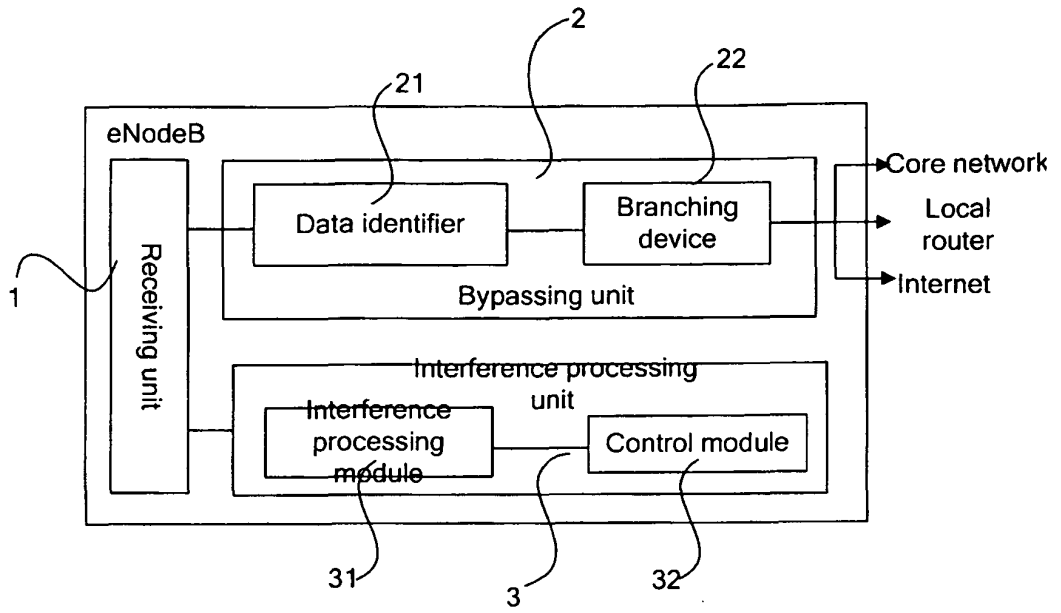 2
22
21
eNodeB
Core network
Data identifier
Branching
device
Local
router
Internet
Bypassing unit
1
Receiving unit
Interference processing
unit
Interference
processing
module
Control module
31
3
32